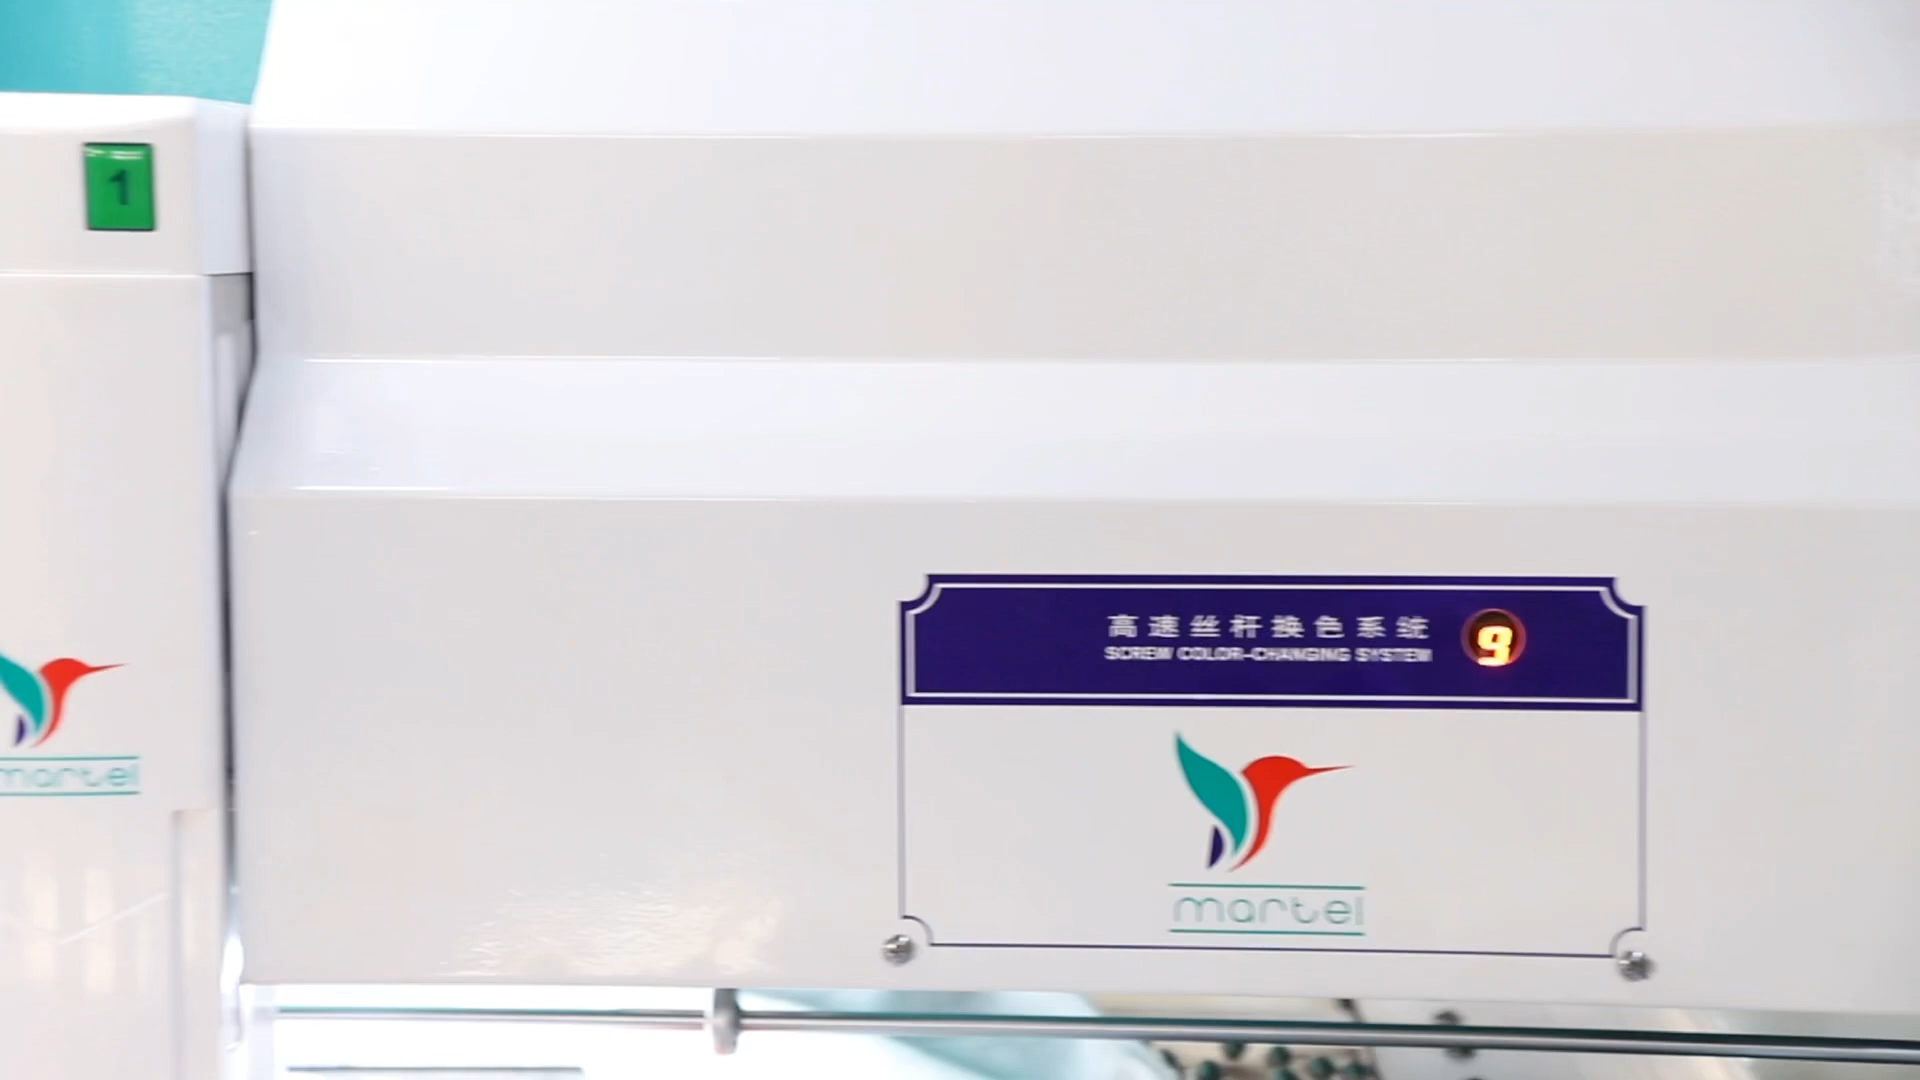 1
martel
高速丝杆换色系统
SCREW COLOR-CHANGING SYSTEM
9
martel